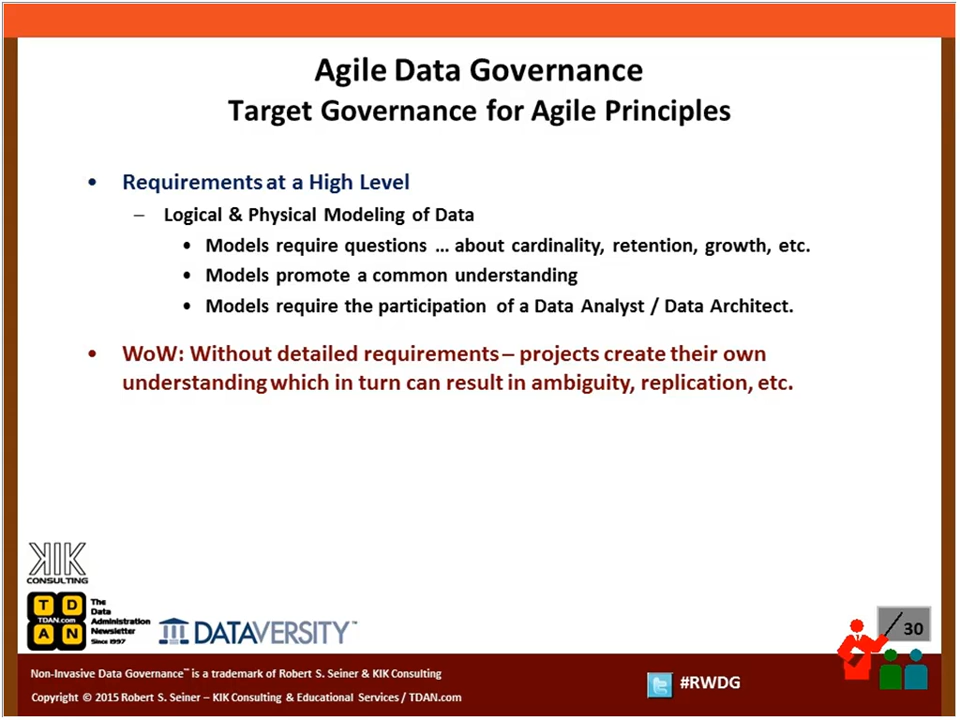 Agile Data Governance
Target Governance for Agile Principles
• Requirements at a High Level
– Logical & Physical Modeling of Data
• Models require questions … about cardinality, retention, growth, etc.
• Models promote a common understanding
• Models require the participation of a Data Analyst / Data Architect.
• WoW: Without detailed requirements – projects create their own
understanding which in turn can result in ambiguity, replication, etc.
KIK
CONSULTING
T D
TDAN.com
A N
The
Data
Administration
Newsletter
Since 1997
DATAVERSITY™
30
Non-Invasive Data Governance™ is a trademark of Robert S. Seiner & KIK Consulting
Copyright © 2015 Robert S. Seiner – KIK Consulting & Educational Services / TDAN.com
#RWDG